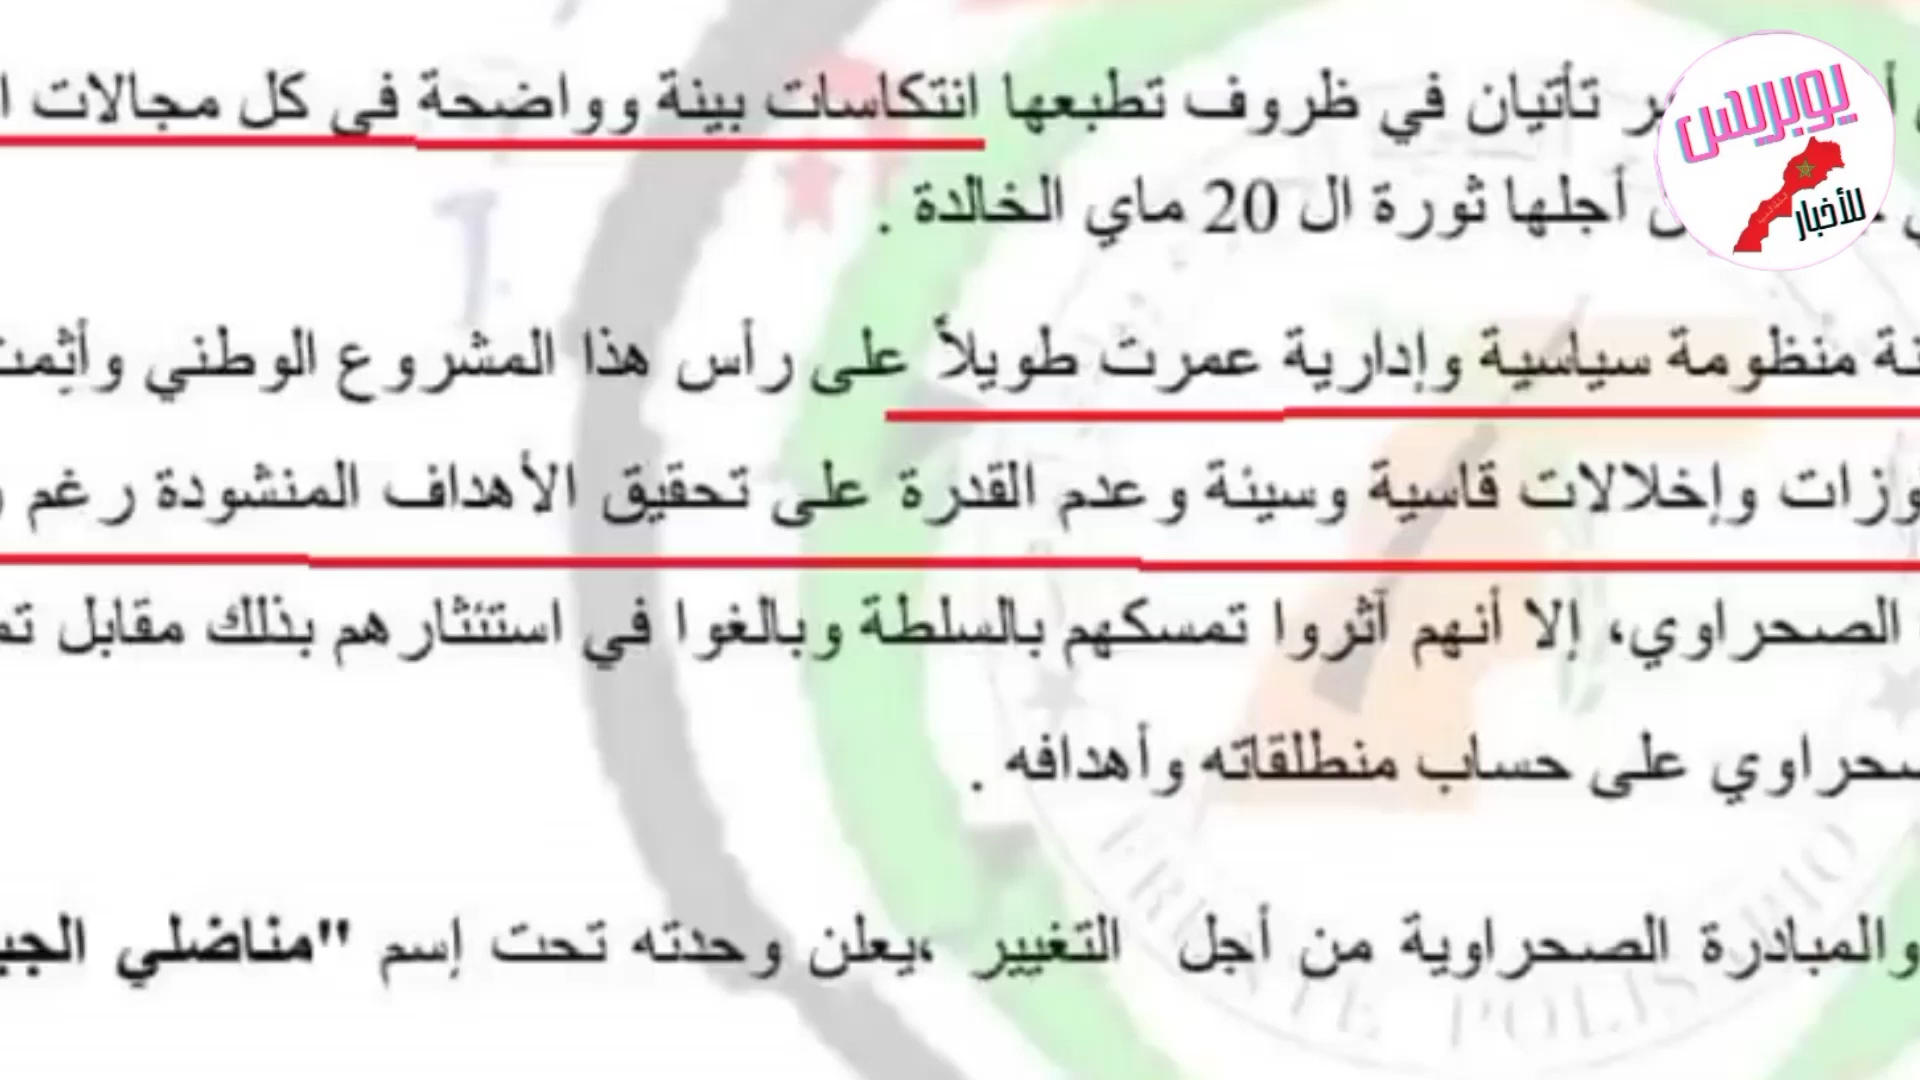 تأتيان في ظروف تطبعها انتكاسات بينة وواضحة في كل مجالات
أجلها ثورة ال 20 ماي الخالدة .
منظومة سياسية وإدارية عمرت طويلاً على رأس هذا المشروع الوطني
وإخلالات قاسية وسيئة وعدم القدرة على تحقيق الأهداف المنشودة رغم
الصحراوي، إلا أنهم آثروا تمسكهم بالسلطة وبالغوا في استئثارهم بذلك مقابل
على حساب منطلقاته وأهدافه .
والمبادرة الصحراوية من أجل التغيير ،يعلن وحدته تحت إسم "مناضلي
يوبريس
للأخبار